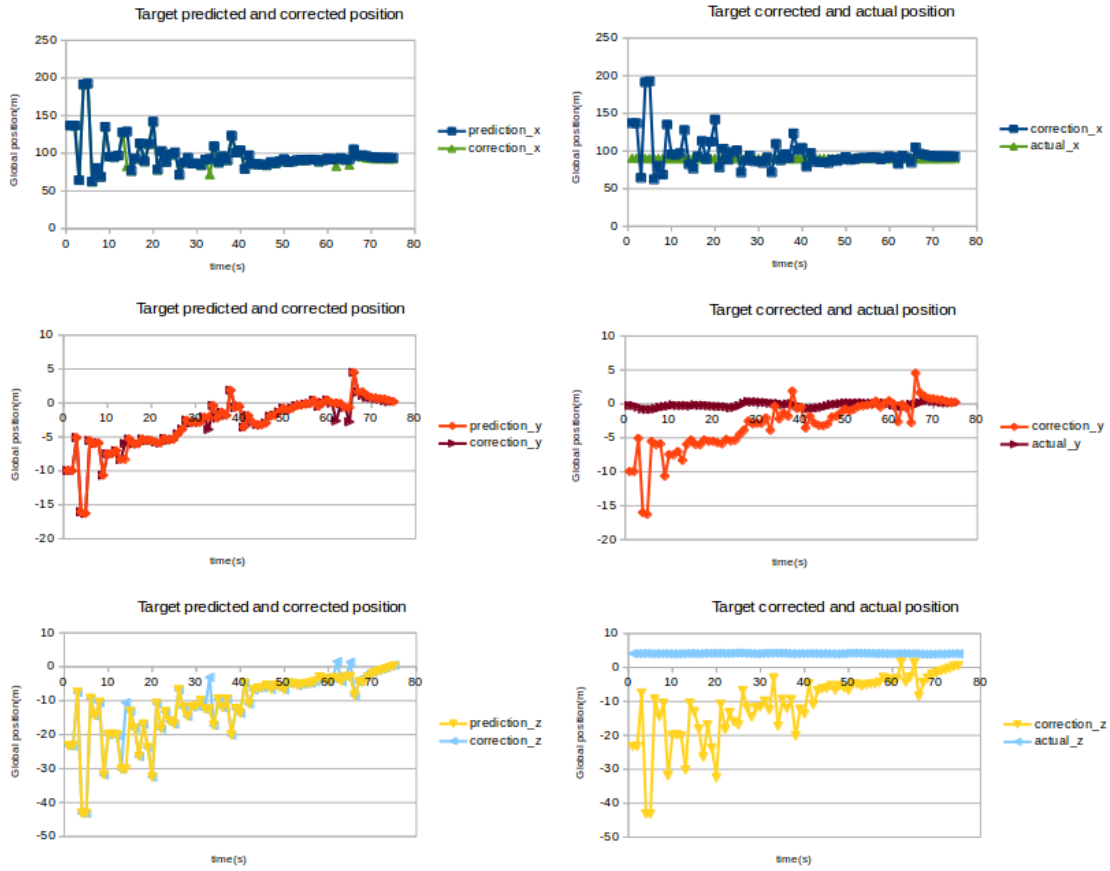 Target predicted and corrected position
250
200
150
100
50
0
0 10 20 30 40 50 60 70 80
Global position(m)
time(s)
prediction_x
correction_x
Target corrected and actual position
250
200
150
100
50
0
0 10 20 30 40 50 60 70 80
Global position(m)
time(s)
correction_x
actual_x
Target predicted and corrected position
10
5
0
-5
-10
-15
-20
0 10 20 30 40 50 60 70 80
Global position(m)
time(s)
prediction_y
correction_y
Target corrected and actual position
10
5
0
-5
-10
-15
-20
0 10 20 30 40 50 60 70 80
Global position(m)
time(s)
correction_y
actual_y
Target predicted and corrected position
10
0
-10
-20
-30
-40
-50
0 10 20 30 40 50 60 70 80
Global position(m)
time(s)
prediction_z
correction_z
Target corrected and actual position
10
0
-10
-20
-30
-40
-50
0 10 20 30 40 50 60 70 80
Global position(m)
time(s)
correction_z
actual_z